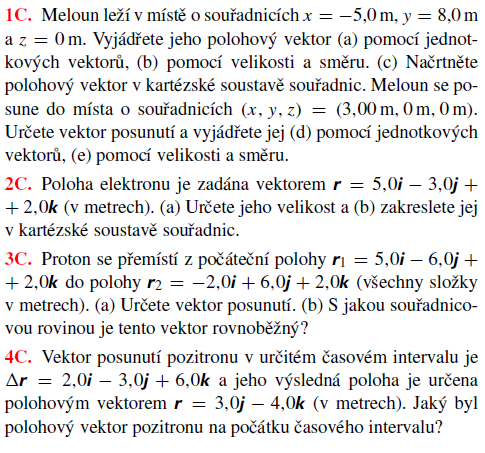 1C. Meloun leží v místě o souřadnicích x = −5,0 m, y = 8,0 m
a z = 0 m. Vyjádřete jeho polohový vektor (a) pomocí jednot-
kových vektorů, (b) pomocí velikosti a směru. (c) Načrtněte
polohový vektor v kartézské soustavě souřadnic. Meloun se po-
sune do místa o souřadnicích (x, y, z) = (3,00 m, 0 m, 0 m).
Určete vektor posunutí a vyjádřete jej (d) pomocí jednotkových
vektorů, (e) pomocí velikosti a směru.
2C. Poloha elektronu je zadána vektorem r = 5,0i − 3,0j +
+ 2,0k (v metrech). (a) Určete jeho velikost a (b) zakreslete jej
v kartézské soustavě souřadnic.
3C. Proton se přemístí z počáteční polohy r₁ = 5,0i − 6,0j +
+ 2,0k do polohy r₂ = −2,0i + 6,0j + 2,0k (všechny složky
v metrech). (a) Určete vektor posunutí. (b) S jakou souřadnico-
vou rovinou je tento vektor rovnoběžný?
4C. Vektor posunutí pozitronu v určitém časovém intervalu je
Δr = 2,0i − 3,0j + 6,0k a jeho výsledná poloha je určena
polohovým vektorem r = 3,0j − 4,0k (v metrech). Jaký byl
polohový vektor pozitronu na počátku časového intervalu?